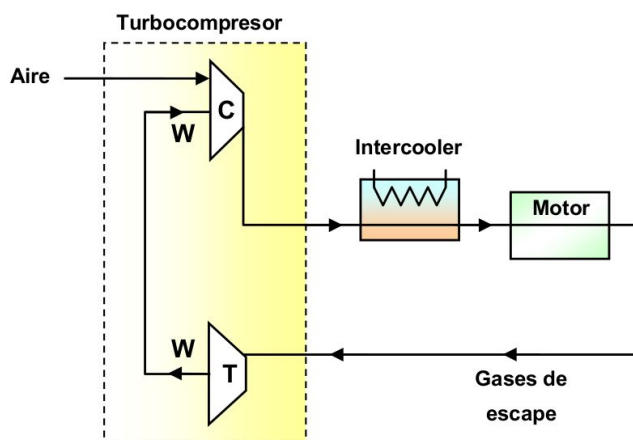 Turbocompresor
Aire
C
W
Intercooler
Motor
W
T
Gases de
escape